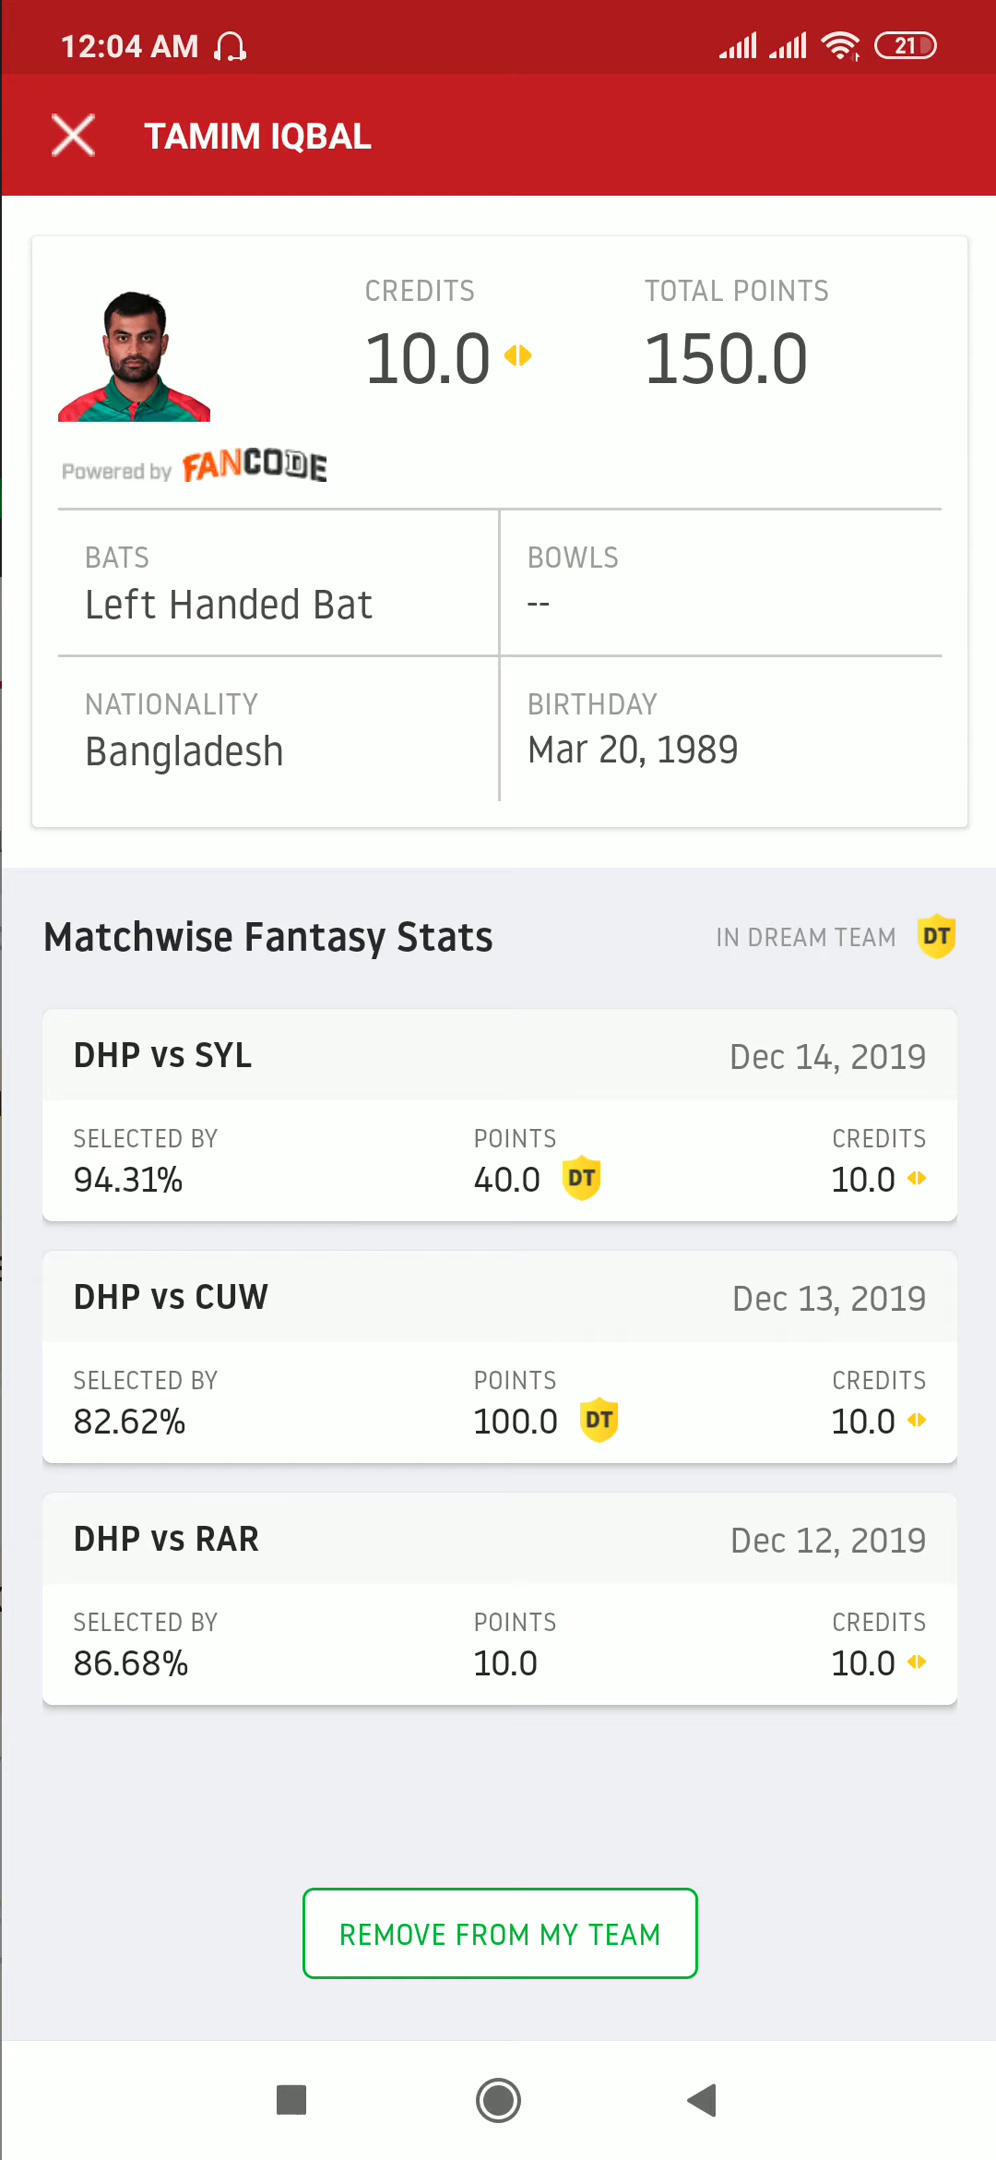 12:04 AM 21
TAMIM IQBAL
CREDITS TOTAL POINTS
10.0 150.0
Powered by FANCODE
BATS BOWLS
Left Handed Bat --
NATIONALITY BIRTHDAY
Bangladesh Mar 20, 1989
Matchwise Fantasy Stats IN DREAM TEAM DT
DHP vs SYL Dec 14, 2019
SELECTED BY POINTS CREDITS
94.31% 40.0 DT 10.0
DHP vs CUW Dec 13, 2019
SELECTED BY POINTS CREDITS
82.62% 100.0 DT 10.0
DHP vs RAR Dec 12, 2019
SELECTED BY POINTS CREDITS
86.68% 10.0 10.0
REMOVE FROM MY TEAM